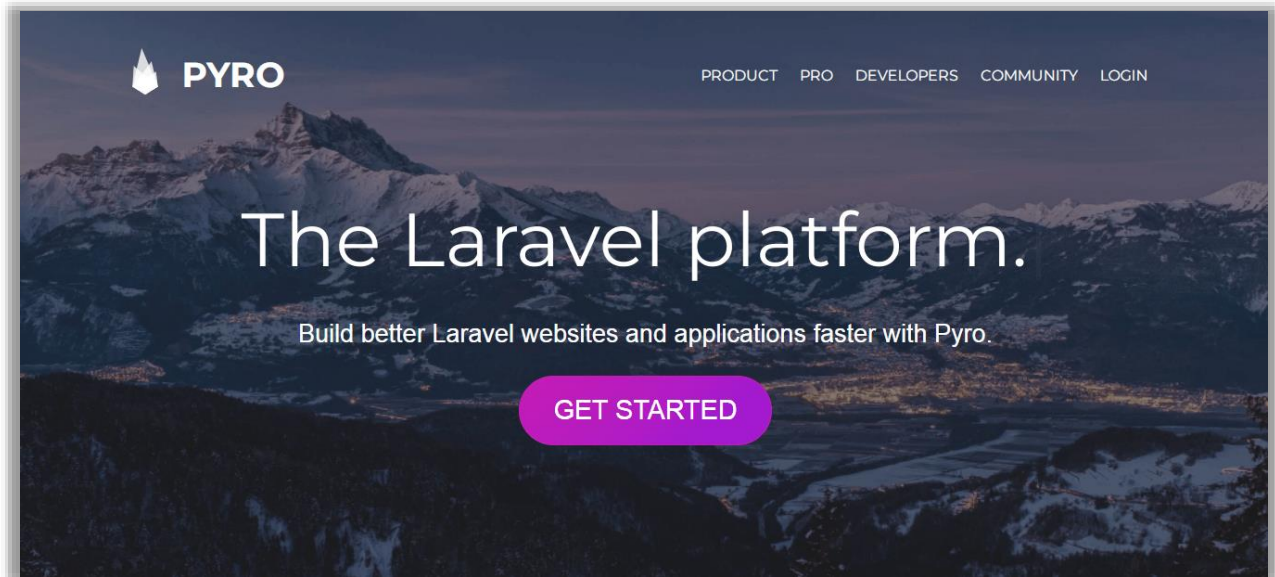 PYRO
PRODUCT PRO DEVELOPERS COMMUNITY LOGIN
The Laravel platform.
Build better Laravel websites and applications faster with Pyro.
GET STARTED